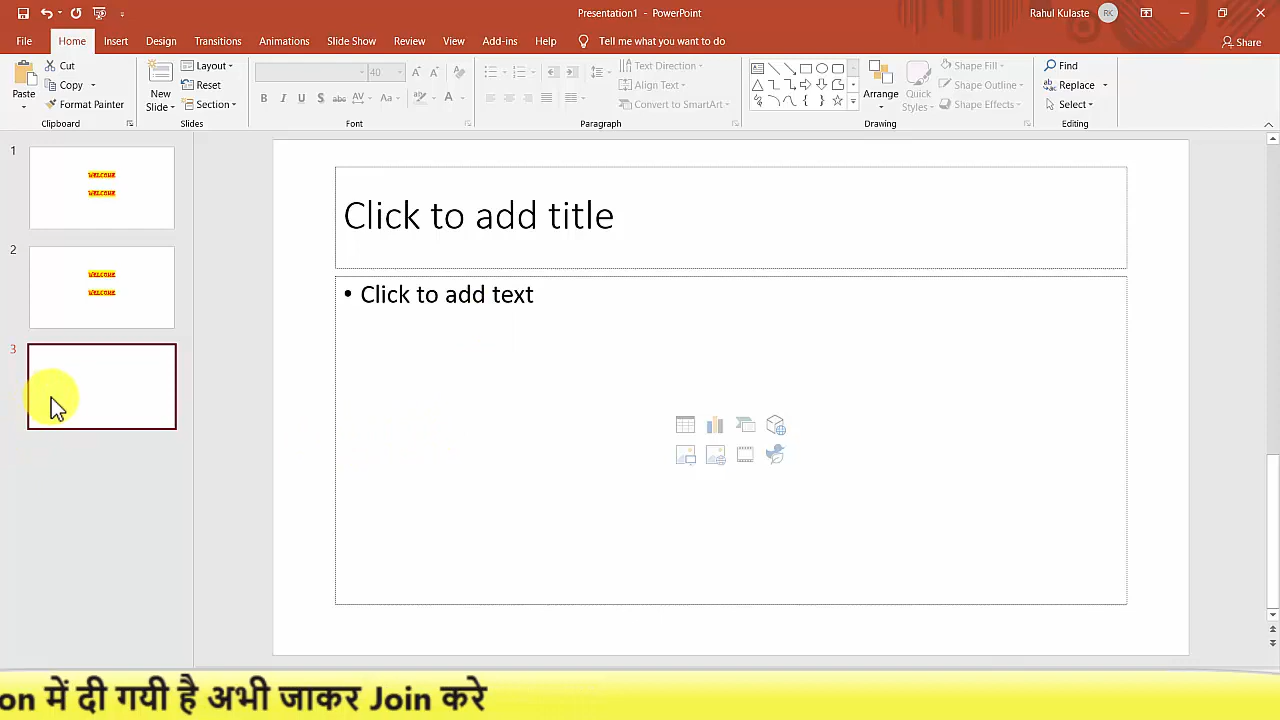 Presentation1 - PowerPoint
Rahul Kulaste RK
File Home Insert Design Transitions Animations Slide Show Review View Add-ins Help Tell me what you want to do Share
Cut
Copy
Format Painter
Paste
Clipboard
New
Slide
Layout
Reset
Section
Slides
40
B I U S abc AV Aa A
Font
Text Direction
Align Text
Convert to SmartArt
Paragraph
Arrange
Quick
Styles
Shape Fill
Shape Outline
Shape Effects
Drawing
Find
Replace
Select
Editing
1
WELCOME
WELCOME
2
WELCOME
WELCOME
3
Click to add title
• Click to add text
on में दी गयी है अभी जाकर Join करे